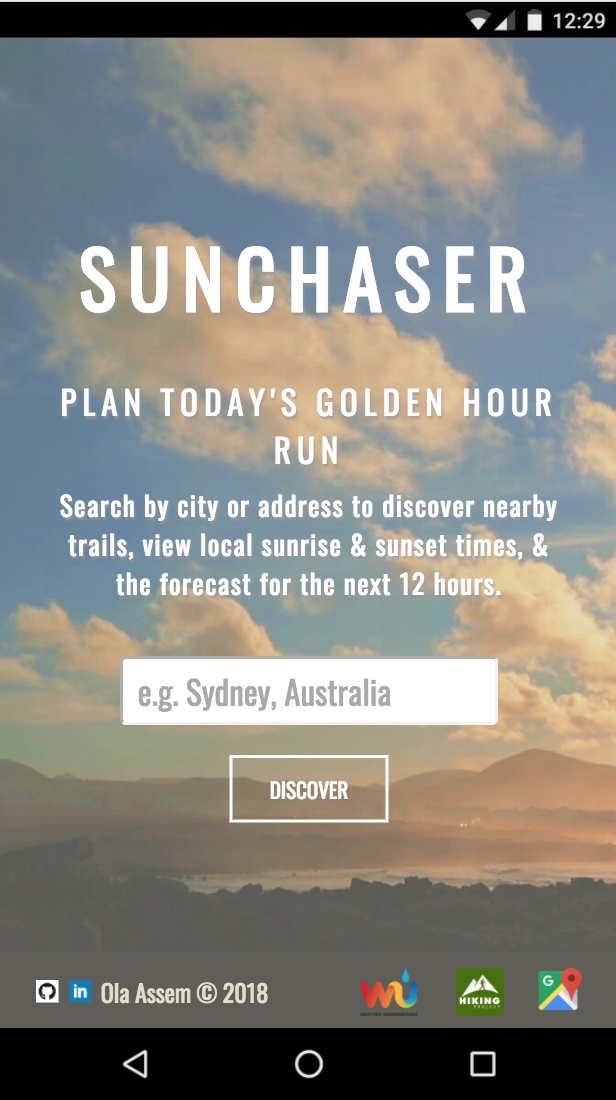 12:29
SUNCHASER
PLAN TODAY'S GOLDEN HOUR
RUN
Search by city or address to discover nearby
trails, view local sunrise & sunset times, &
the forecast for the next 12 hours.
e.g. Sydney, Australia
DISCOVER
in Ola Assem © 2018
WU
WEATHER UNDERGROUND
HIKING
PROJECT
G